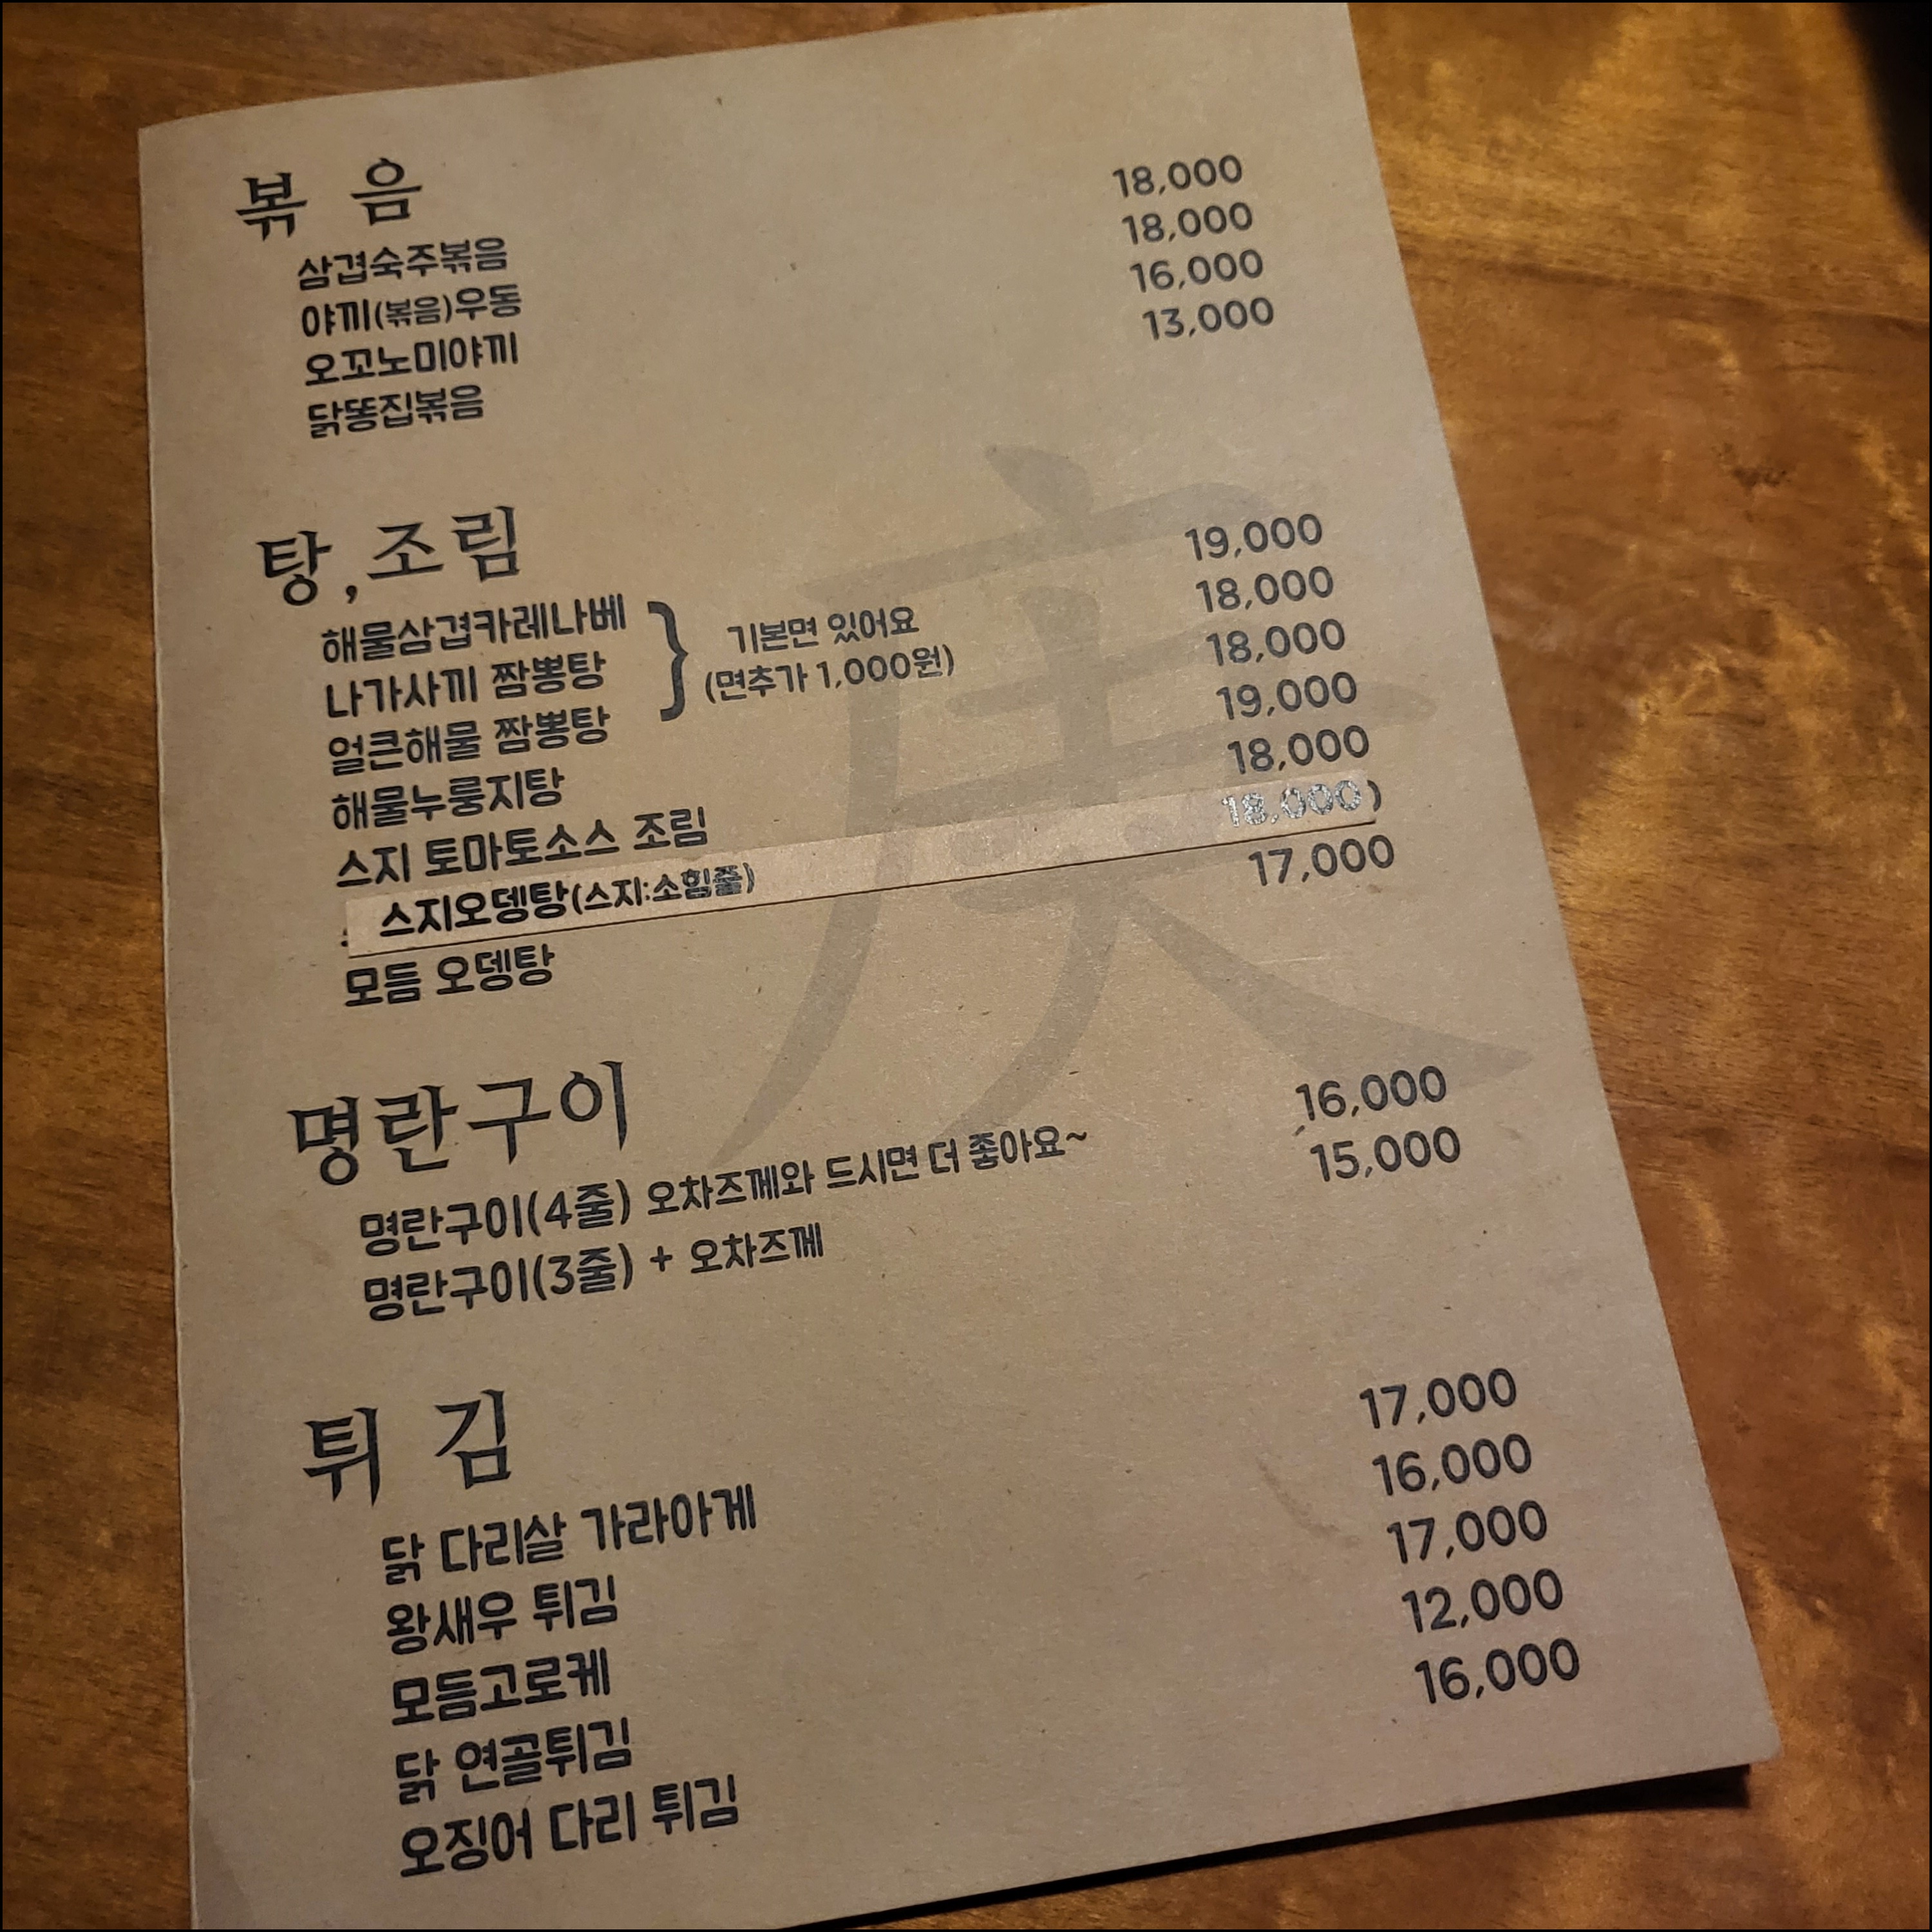 볶 음
삼겹숙주볶음 18,000
야끼(볶음)우동 18,000
오꼬노미야끼 16,000
닭똥집볶음 13,000
탕,조림
해물삼겹카레나베 19,000
나가사끼 짬뽕탕 18,000
얼큰해물 짬뽕탕 18,000
} 기본면 있어요
(면추가 1,000원)
해물누룽지탕 19,000
스지 토마토소스 조림 18,000
스지오뎅탕(스지:소힘줄) 18,000)
모듬 오뎅탕 17,000
명란구이
명란구이(4줄) 오차즈께와 드시면 더 좋아요~ 16,000
명란구이(3줄) + 오차즈께 15,000
튀 김
닭 다리살 가라아게 17,000
왕새우 튀김 16,000
모듬고로케 17,000
닭 연골튀김 12,000
오징어 다리 튀김 16,000